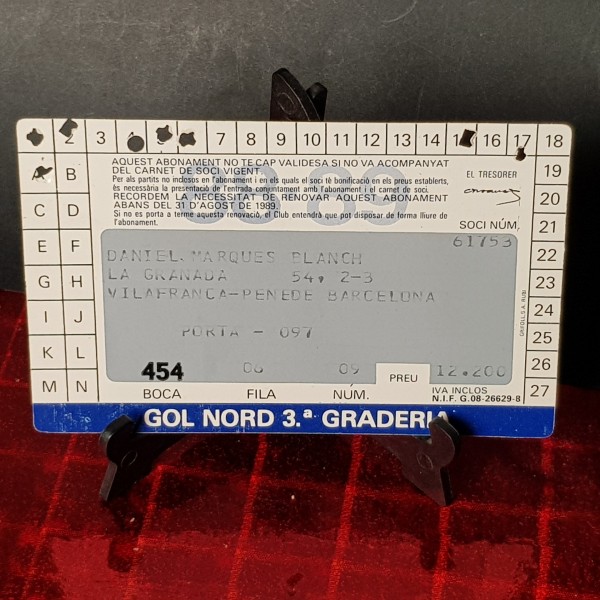 3 7 8 9 10 11 12 13 14 17 18
AQUEST ABONAMENT NO TE CAP VALIDESA SI NO VA ACOMPANYAT
DEL CARNET DE SOCI VIGENT.
Per als partits no inclosos en l'abonament i en els quals el soci té bonificació en els preus establerts,
és necessària la presentació de l'entrada conjuntament amb l'abonament i el carnet de soci.
RECORDEM LA NECESSITAT DE RENOVAR AQUEST ABONAMENT
ABANS DEL 31 D'AGOST DE 1989.
Si no es porta a terme aquesta renovació, el Club entendrà que pot disposar de forma lliure de
l'abonament.
88 89
EL TRESORER
SOCI NÚM.
61753
A B
C D
E F
G H
I J
K L
M N
19
20
21
22
23
24
25
26
27
DANIEL MARQUES BLANCH
LA GRANADA 54, 2-3
VILAFRANCA-PENEDE BARCELONA
PORTA - 097
454 06 09 PREU 12.200
BOCA FILA NÚM. IVA INCLOS
N.I.F. G.08-26629-8
GOL NORD 3.ª GRADERIA